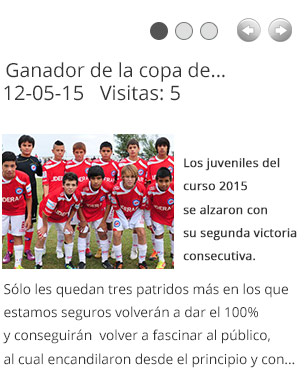 Ganador de la copa de...
12-05-15 Visitas: 5
Los juveniles del
curso 2015
se alzaron con
su segunda victoria
consecutiva.
Sólo les quedan tres patridos más en los que
estamos seguros volverán a dar el 100%
y conseguirán volver a fascinar al público,
al cual encandilaron desde el principio y con...